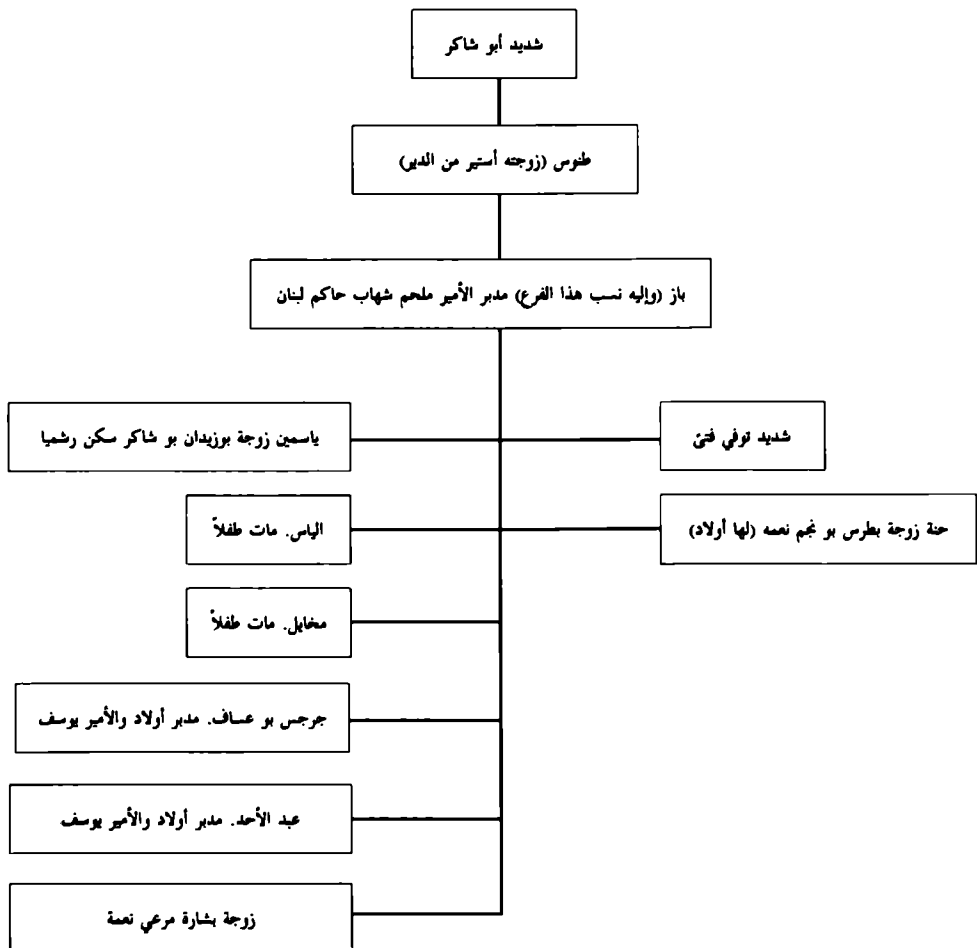 شديد أبو شاكر
طنوس (زوجته أستير من الدير)
باز (وإليه نسب هذا الفرع) مدبر الأمير ملحم شهاب حاكم لبنان
شديد توفي فتىً
ياسمين زوجة بوزيدان بو شاكر سكن رشميا
حنة زوجة بطرس بو نجم نعمه (لها أولاد)
الياس. مات طفلاً
مخايل. مات طفلاً
جرجس بو عساف. مدبر أولاد والأمير يوسف
عبد الأحد. مدبر أولاد والأمير يوسف
زوجة بشارة مرعي نعمة